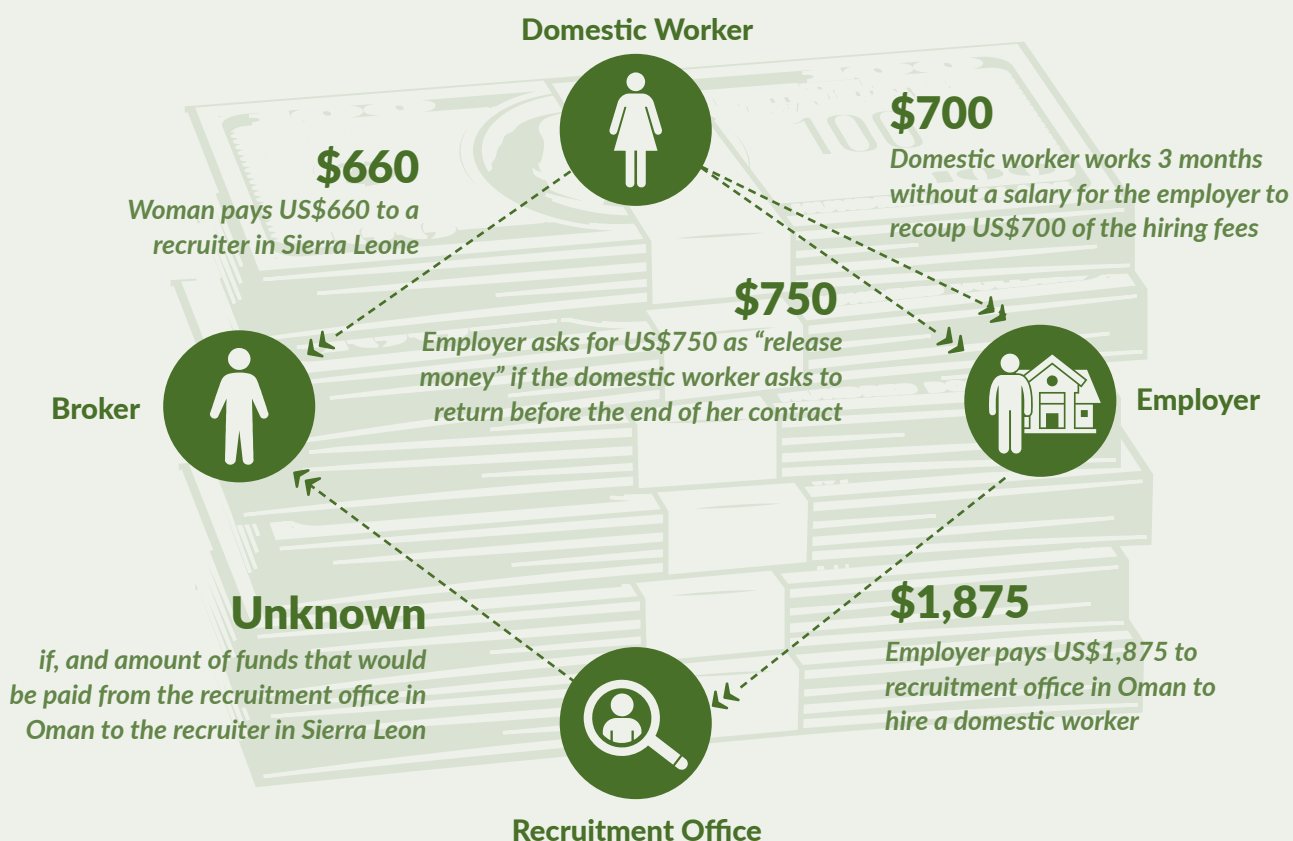 Domestic Worker
$660
Woman pays US$660 to a
recruiter in Sierra Leone
$700
Domestic worker works 3 months
without a salary for the employer to
recoup US$700 of the hiring fees
$750
Employer asks for US$750 as “release
money” if the domestic worker asks to
return before the end of her contract
Broker
Employer
Unknown
if, and amount of funds that would
be paid from the recruitment office in
Oman to the recruiter in Sierra Leon
$1,875
Employer pays US$1,875 to
recruitment office in Oman to
hire a domestic worker
Recruitment Office
100